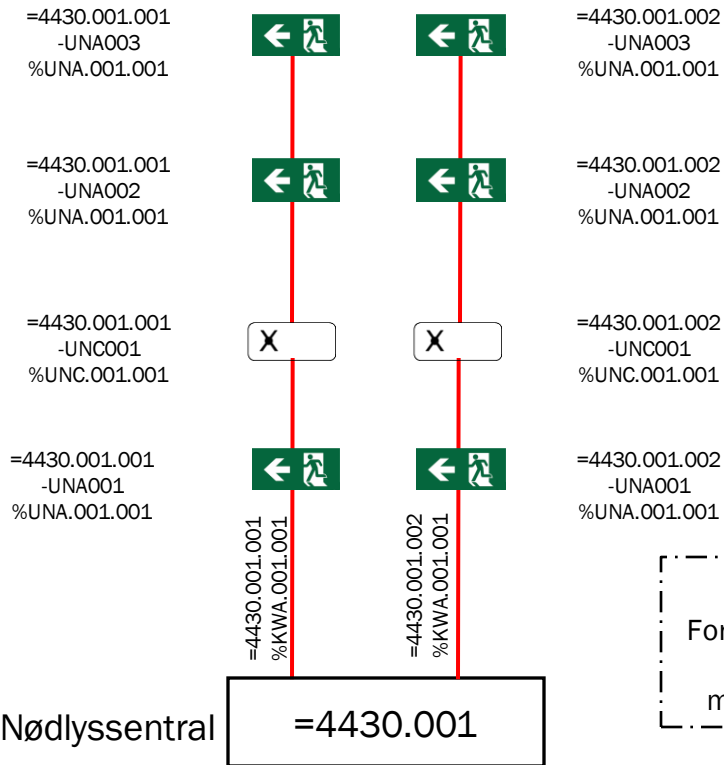 =4430.001.001
-UNA003
%UNA.001.001
=4430.001.002
-UNA003
%UNA.001.001
=4430.001.001
-UNA002
%UNA.001.001
=4430.001.002
-UNA002
%UNA.001.001
=4430.001.001
-UNC001
%UNC.001.001
=4430.001.002
-UNC001
%UNC.001.001
=4430.001.001
-UNA001
%UNA.001.001
=4430.001.002
-UNA001
%UNA.001.001
=4430.001.001
%KWA.001.001
=4430.001.002
%KWA.001.001
For
m
Nødlyssentral
=4430.001